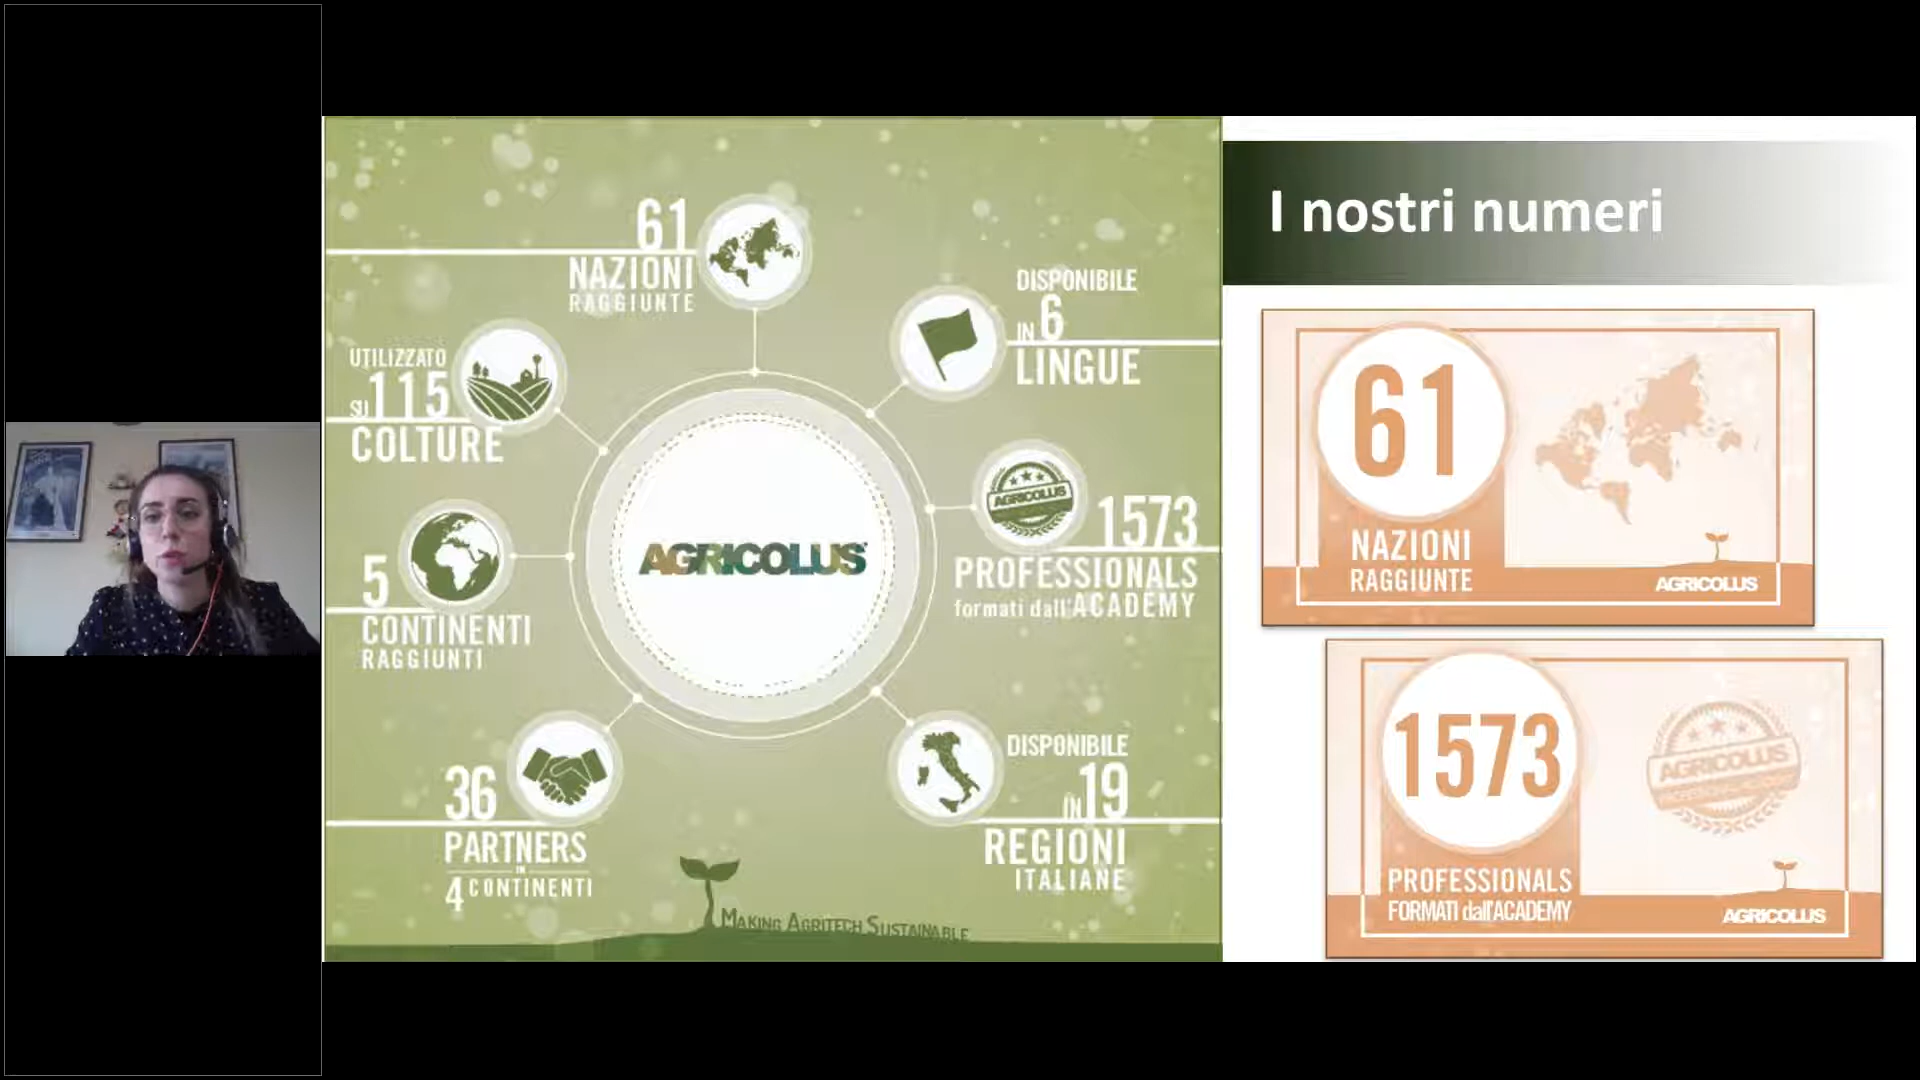 61
NAZIONI
RAGGIUNTE
DISPONIBILE
IN 6
LINGUE
UTILIZZATO
SU 115
COLTURE
AGRICOLUS
1573
PROFESSIONALS
formati dall'ACADEMY
5
CONTINENTI
RAGGIUNTI
AGRICOLUS
36
PARTNERS
IN
4 CONTINENTI
DISPONIBILE
IN 19
REGIONI
ITALIANE
MAKING AGRITECH SUSTAINABLE
I nostri numeri
61
NAZIONI
RAGGIUNTE
AGRICOLUS
1573
AGRICOLUS
PROFESSIONALS
FORMATI dall'ACADEMY
AGRICOLUS